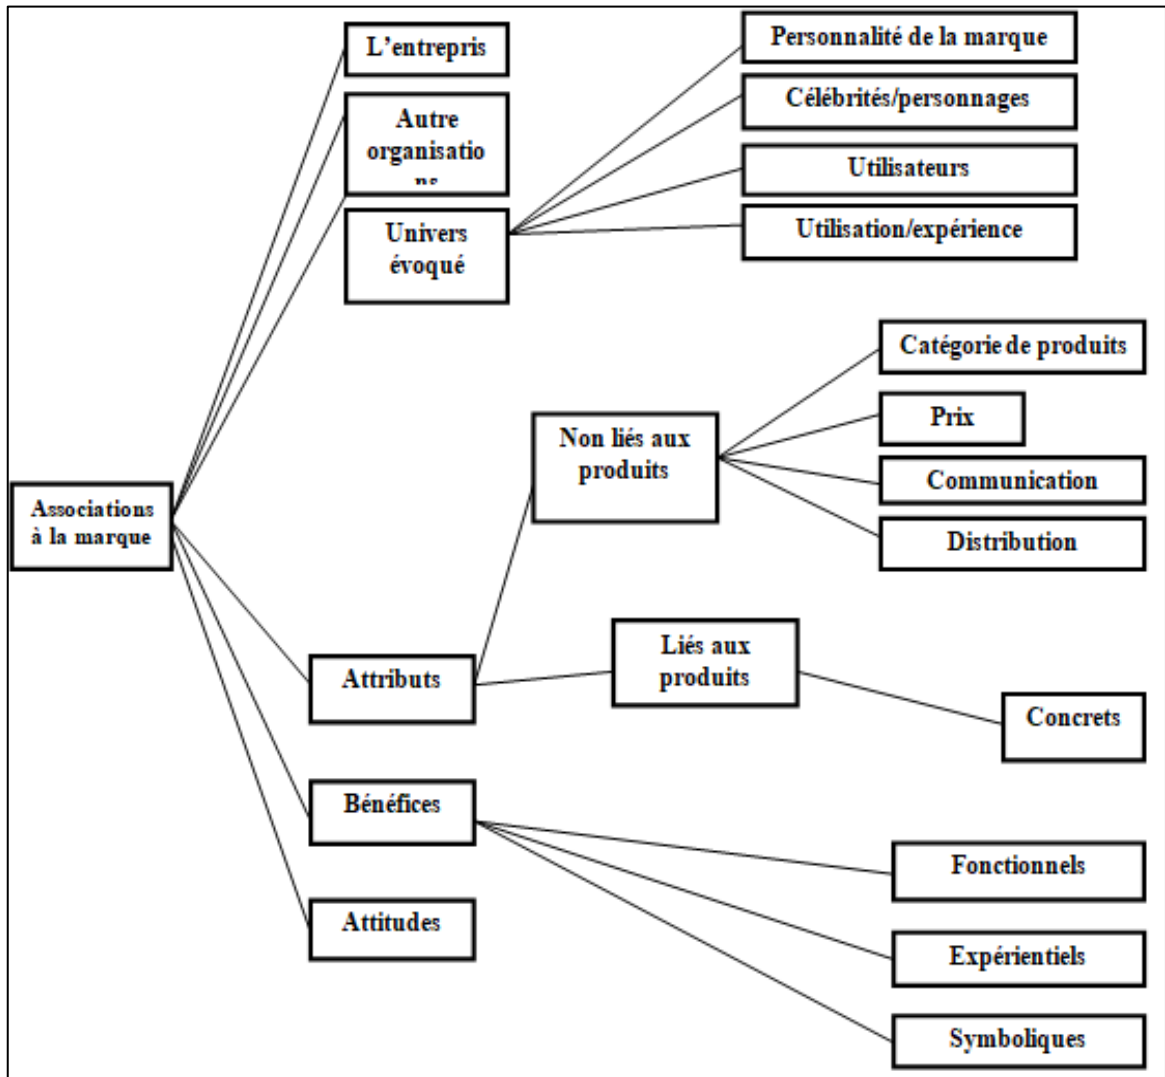 L'entrepris
Autre
organisatio
ns
Univers
évoqué
Personnalité de la marque
Célébrités/personnages
Utilisateurs
Utilisation/expérience
Associations
à la marque
Non liés aux
produits
Catégorie de produits
Prix
Communication
Distribution
Attributs
Liés aux
produits
Concrets
Bénéfices
Fonctionnels
Expérientiels
Symboliques
Attitudes